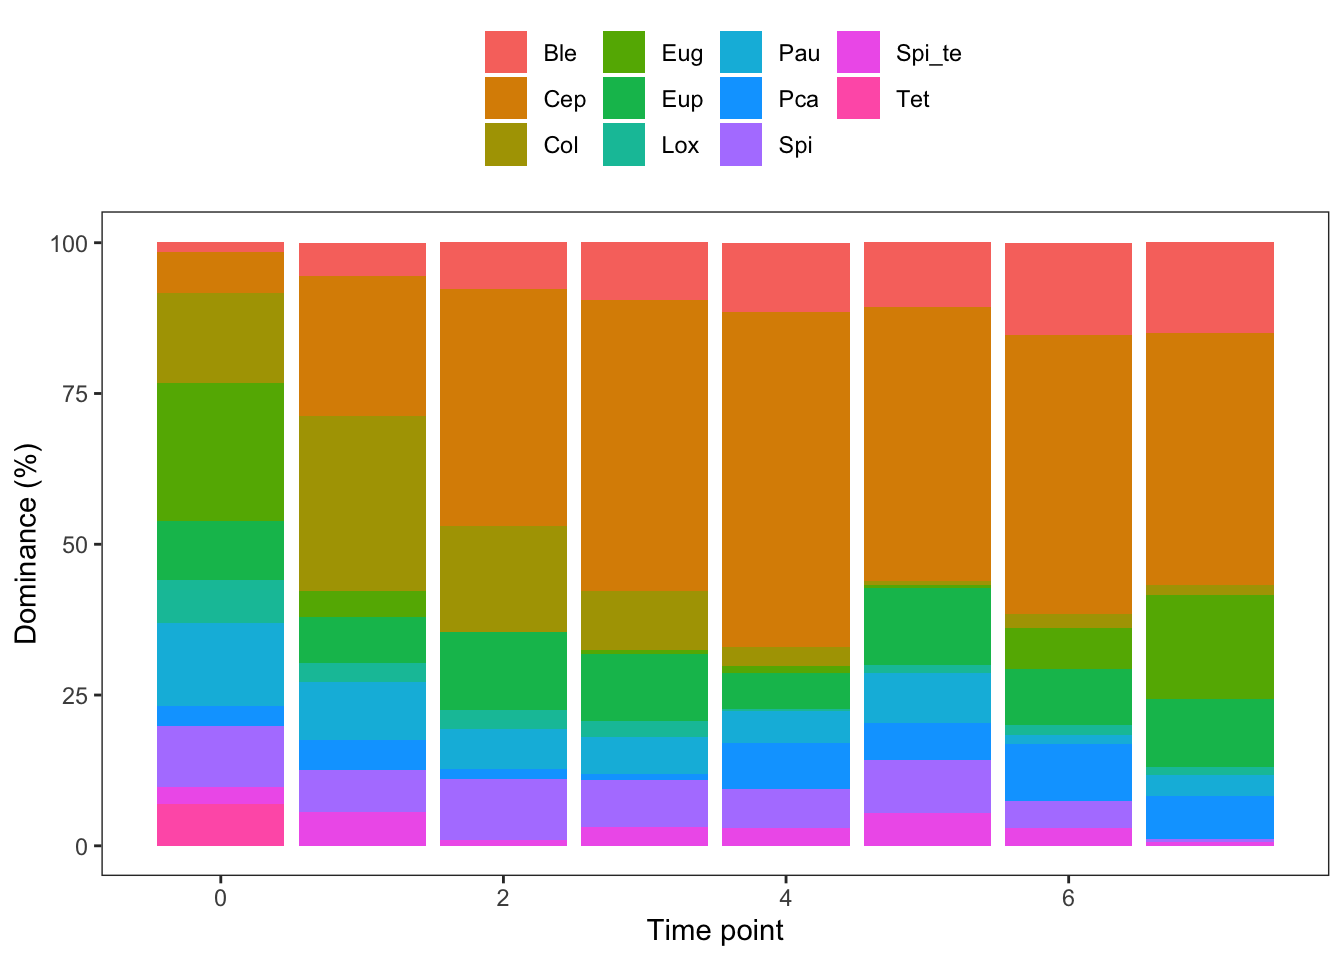 Ble Eug Pau Spi_te
Cep Eup Pca Tet
Col Lox Spi
100
75
50
25
0
Dominance (%)
0 2 4 6
Time point